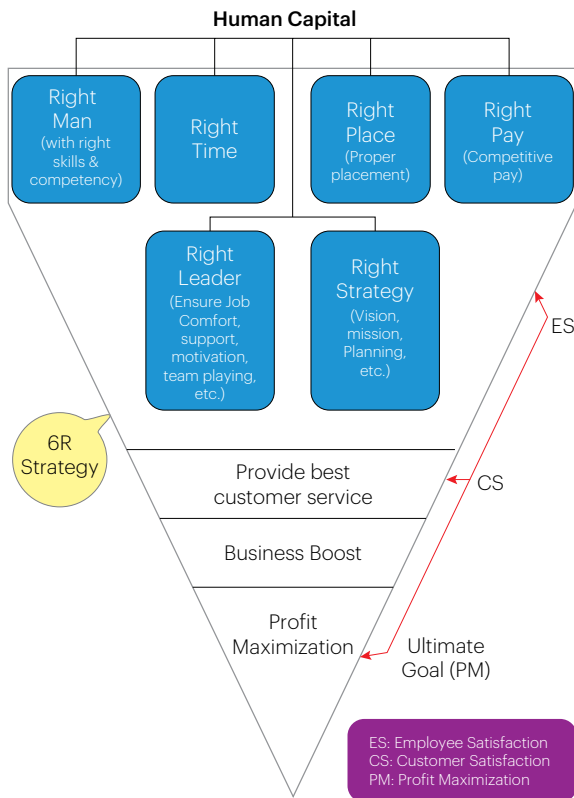 Human Capital
Right
Man
(with right
skills &
competency)
Right
Time
Right
Place
(Proper
placement)
Right
Pay
(Competitive
pay)
Right
Leader
(Ensure Job
Comfort,
support,
motivation,
team playing,
etc.)
Right
Strategy
(Vision,
mission,
Planning,
etc.)
ES
6R
Strategy
Provide best
customer service
CS
Business Boost
Profit
Maximization
Ultimate
Goal (PM)
ES: Employee Satisfaction
CS: Customer Satisfaction
PM: Profit Maximization